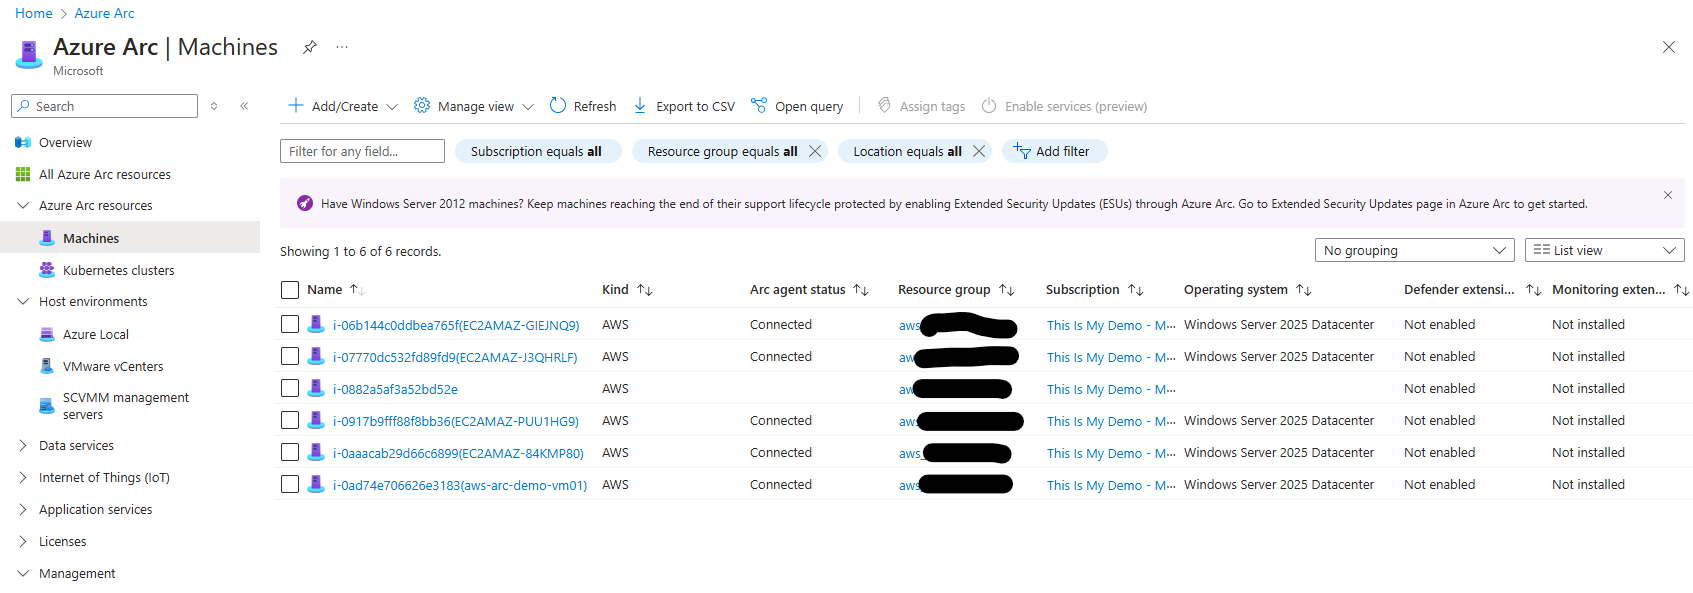 Home > Azure Arc
Azure Arc | Machines
Microsoft
Search
Overview
All Azure Arc resources
Azure Arc resources
Machines
Kubernetes clusters
Host environments
Azure Local
VMware vCenters
SCVMM management
servers
Data services
Internet of Things (IoT)
Application services
Licenses
Management
Add/Create Manage view Refresh Export to CSV Open query Assign tags Enable services (preview)
Filter for any field... Subscription equals all Resource group equals all Location equals all Add filter
Have Windows Server 2012 machines? Keep machines reaching the end of their support lifecycle protected by enabling Extended Security Updates (ESUs) through Azure Arc. Go to Extended Security Updates page in Azure Arc to get started.
Showing 1 to 6 of 6 records. No grouping List view
Name Kind Arc agent status Resource group Subscription Operating system Defender extensi... Monitoring exten...
i-06b144c0ddbea765f(EC2AMAZ-GIEJNQ9) AWS Connected aws_ This Is My Demo - M... Windows Server 2025 Datacenter Not enabled Not installed
i-07770dc532fd89fd9(EC2AMAZ-J3QHRLF) AWS Connected aw This Is My Demo - M... Windows Server 2025 Datacenter Not enabled Not installed
i-0882a5af3a52bd52e AWS aw This Is My Demo - M... Not enabled Not installed
i-0917b9fff88f8bb36(EC2AMAZ-PUU1HG9) AWS Connected aws This Is My Demo - M... Windows Server 2025 Datacenter Not enabled Not installed
i-0aaacab29d66c6899(EC2AMAZ-84KMP80) AWS Connected aws_ This Is My Demo - M... Windows Server 2025 Datacenter Not enabled Not installed
i-0ad74e706626e3183(aws-arc-demo-vm01) AWS Connected aws This Is My Demo - M... Windows Server 2025 Datacenter Not enabled Not installed